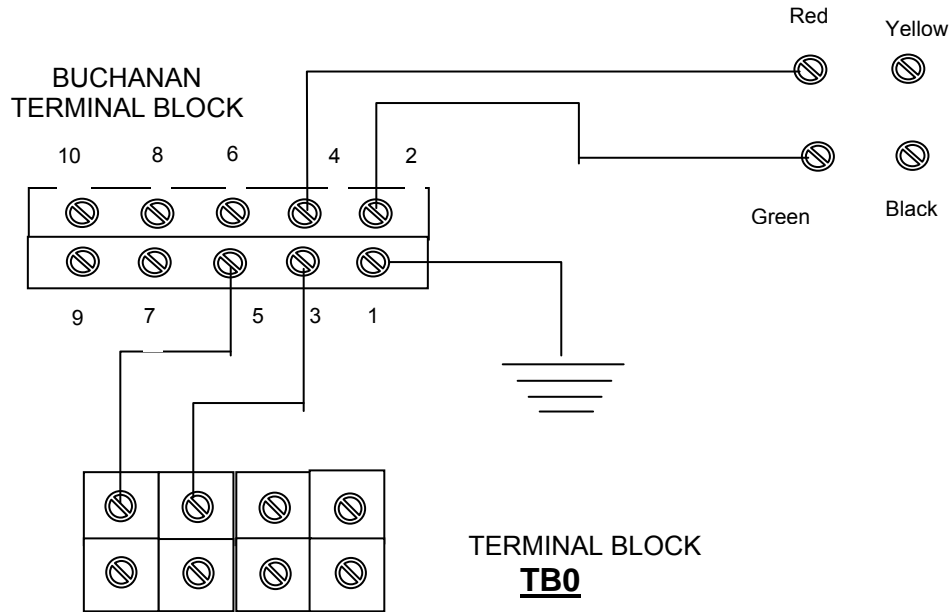 Red
Yellow
BUCHANAN
TERMINAL BLOCK
10 8 6 4 2
Green
Black
9 7 5 3 1
TERMINAL BLOCK
TB0